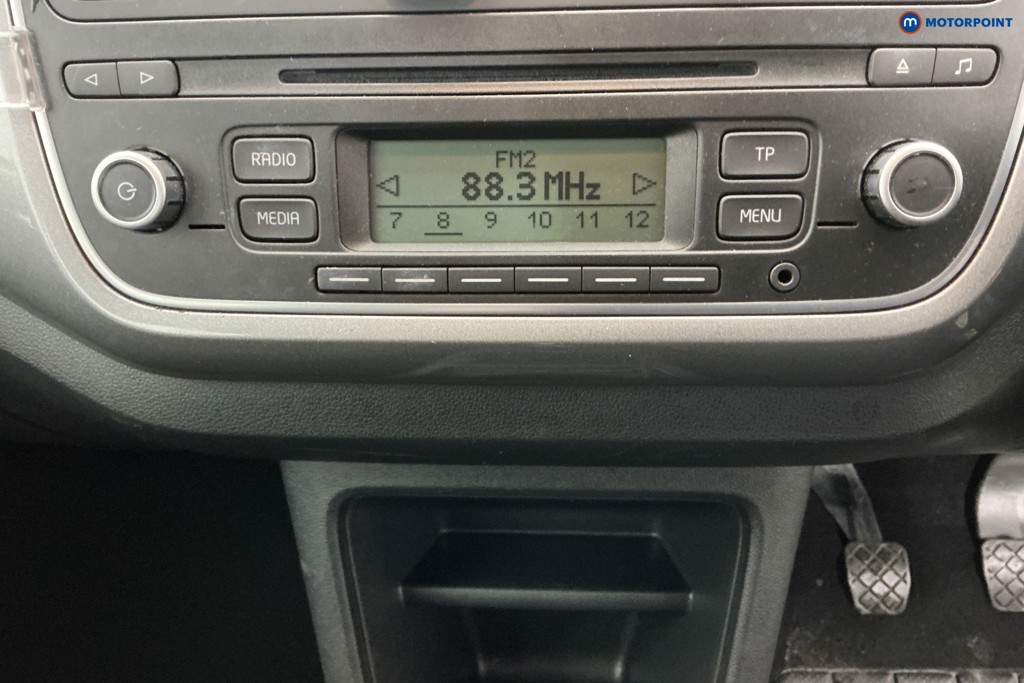 m MOTORPOINT
RADIO
MEDIA
FM2
88.3 MHz
7 8 9 10 11 12
TP
MENU